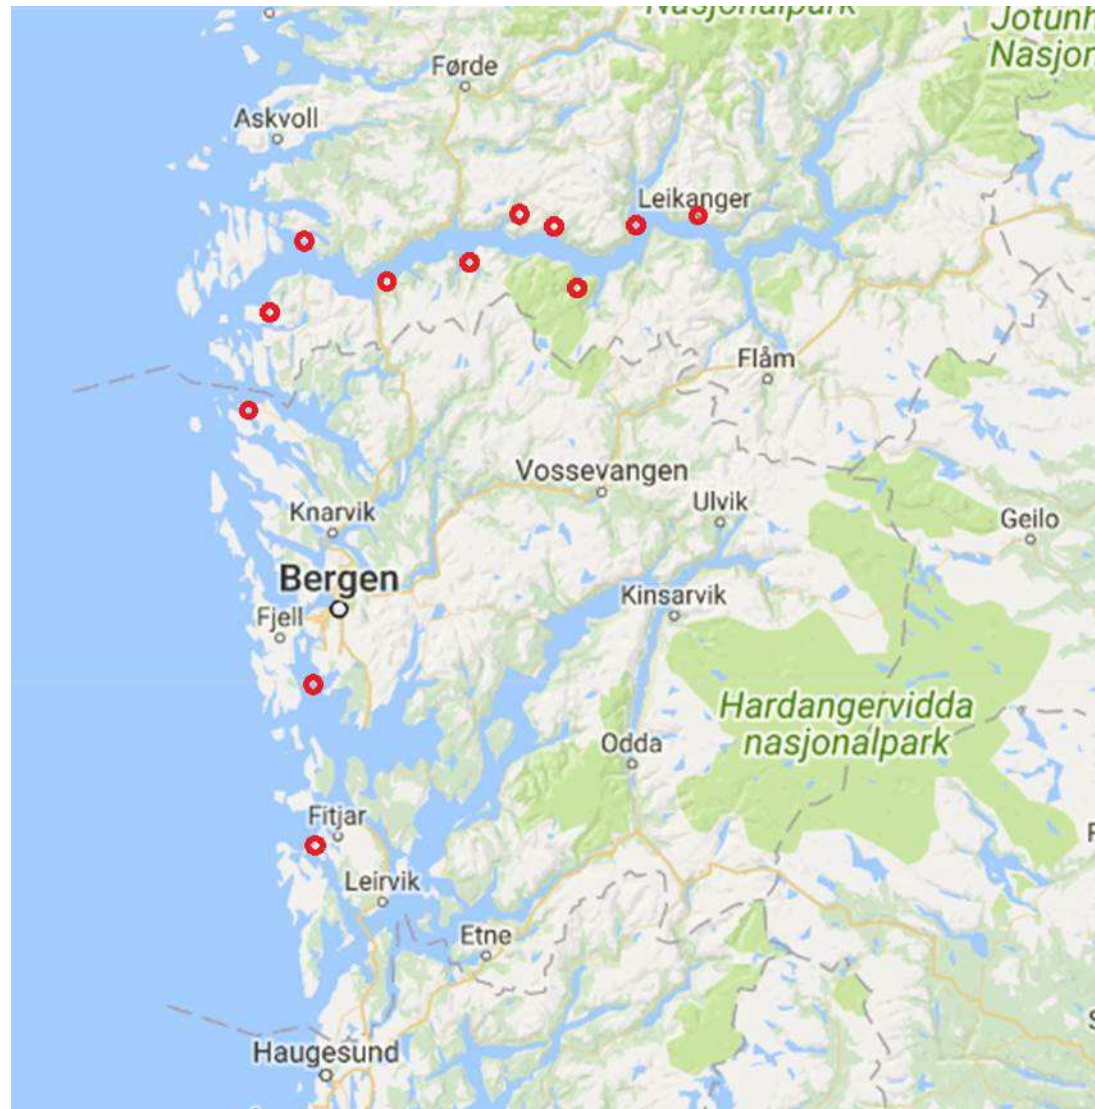 Nasjonalpark
Jotunh
Nasjon
Førde
Askvoll
Leikanger
Flåm
Vossevangen
Ulvik
Knarvik
Geilo
Bergen
Kinsarvik
Fjell
Hardangervidda
nasjonalpark
Odda
Fitjar
F
Leirvik
Etne
S
Haugesund